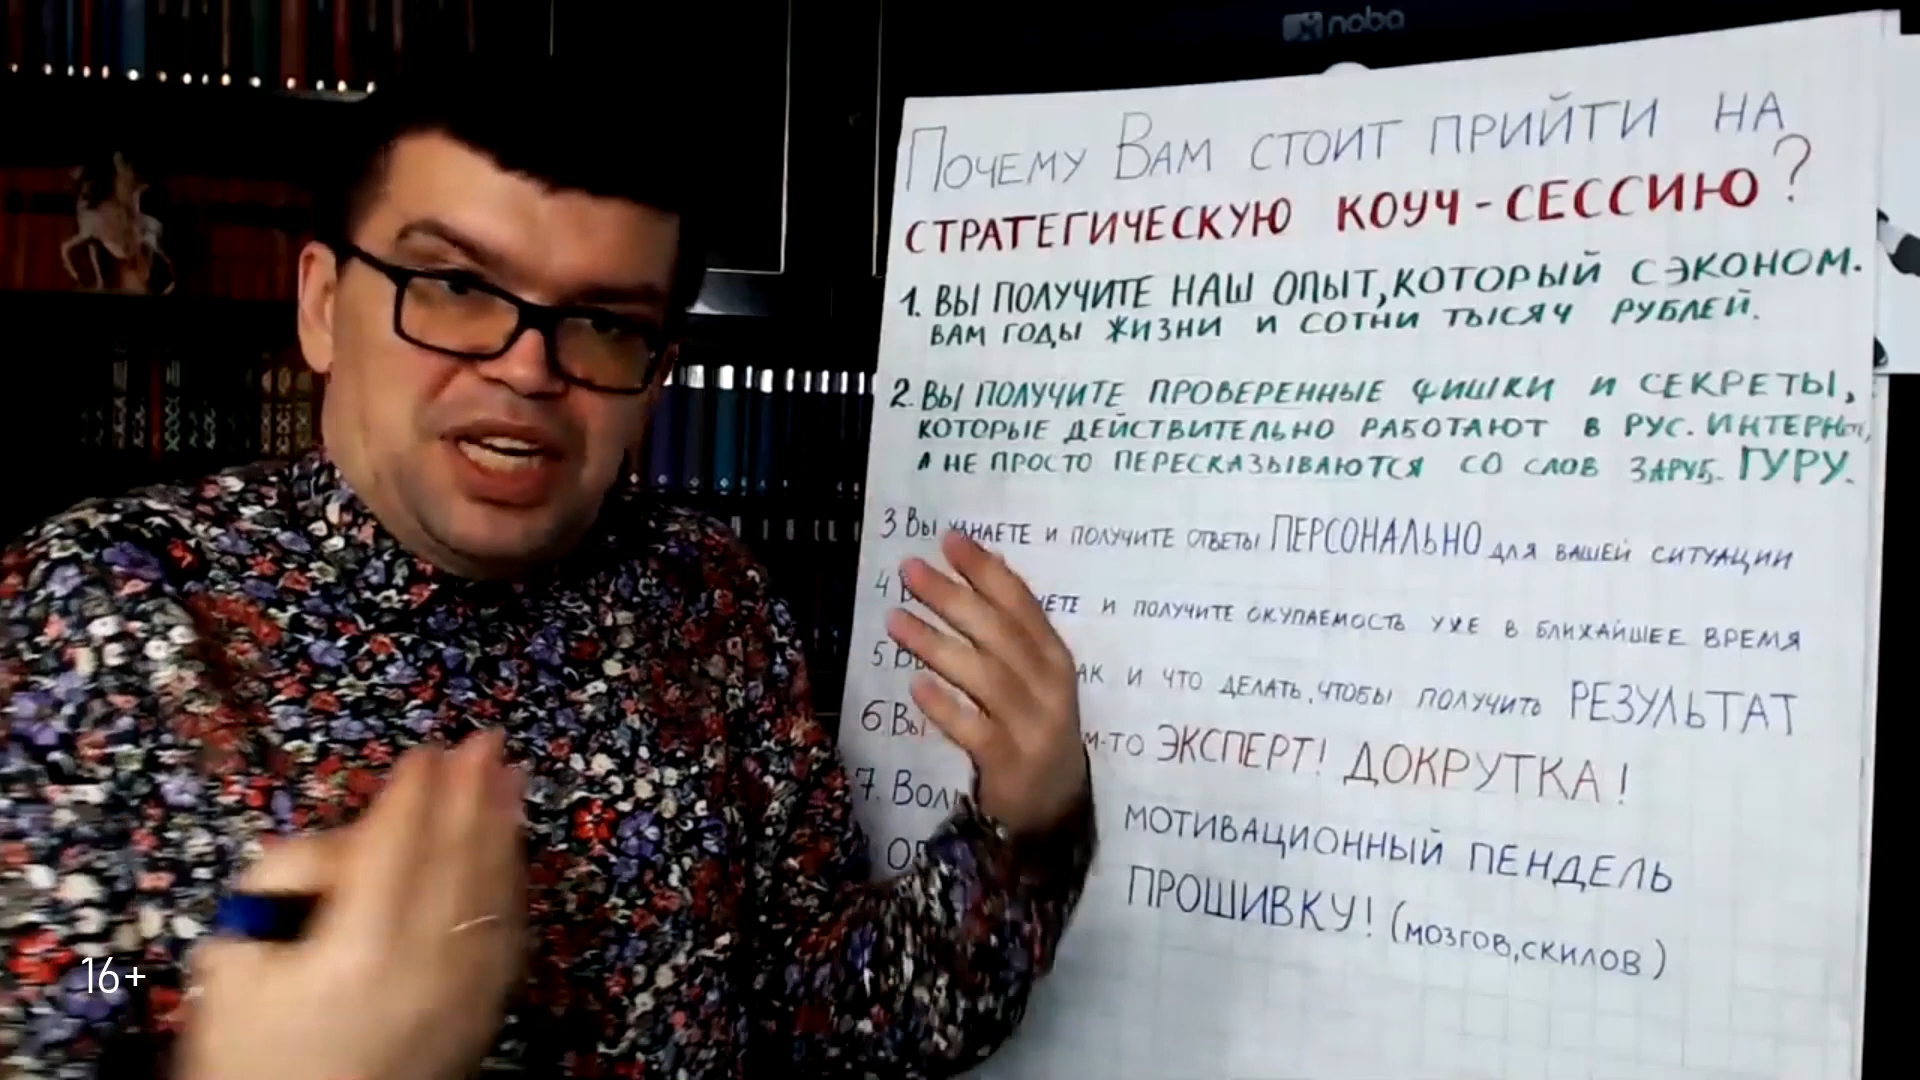 noba
Почему Вам стоит прийти на
стратегическую коуч-сессию?
1. Вы получите наш опыт, который сэконом.
вам годы жизни и сотни тысяч рублей.
2. Вы получите проверенные фишки и секреты,
которые действительно работают в рус.
а не просто пересказываются со слов заруб. ГУРУ.
3 Вы узнаете и получите ответы ПЕРСОНАЛЬНО для вашей ситуации
4 и получите окупаемость уже в ближайшее время
5 и что делать, чтобы получить РЕЗУЛЬТАТ
6 Вы ЭКСПЕРТ! ДОКРУТКА!
7. мотивационный пендель
ПРОШИВКУ! (мозгов, скилов)
16+